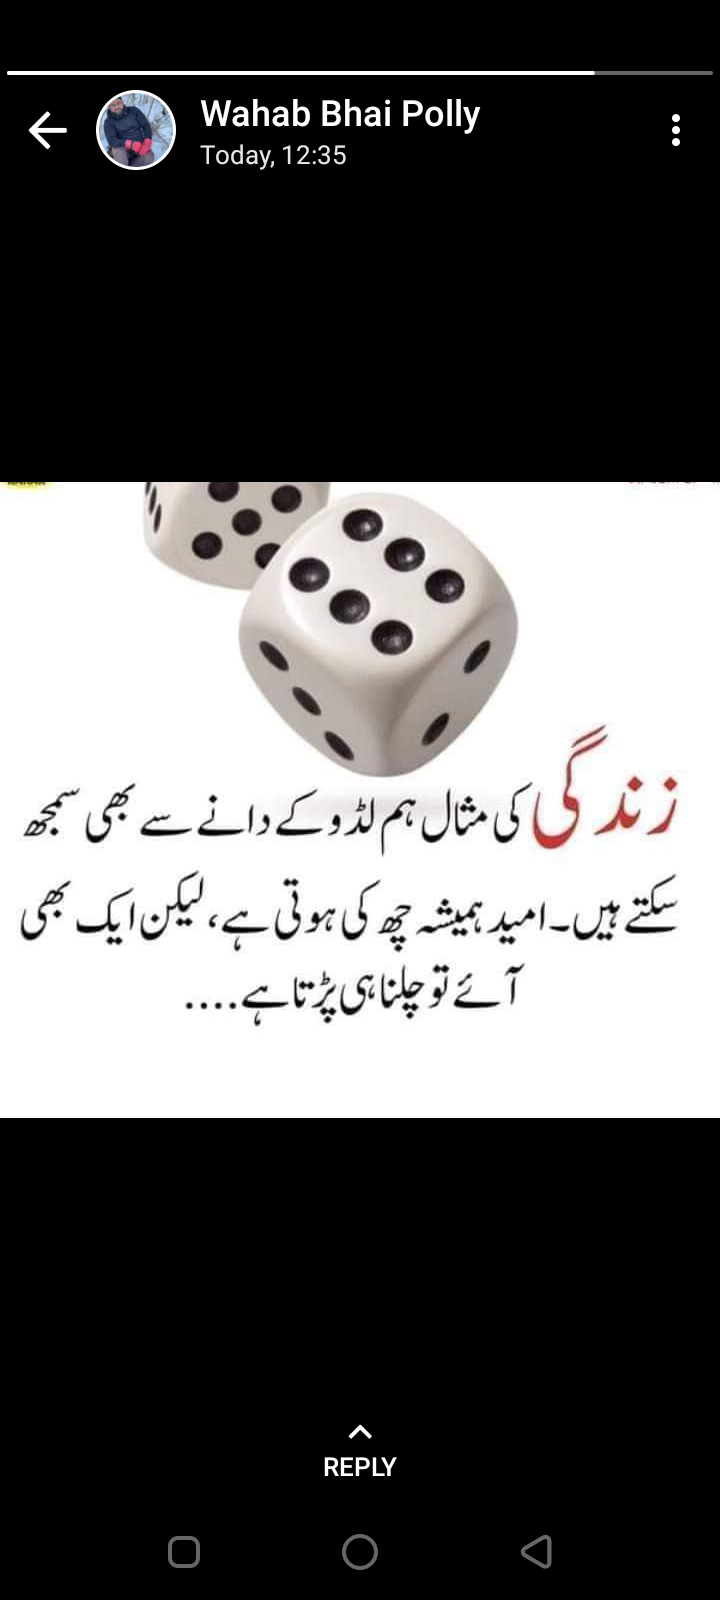 Wahab Bhai Polly
Today, 12:35
زندگی کی مثال ہم لڈو کے دانے سے بھی سمجھ
سکتے ہیں۔ امید ہمیشہ چھ کی ہوتی ہے، لیکن ایک بھی
آئے تو چلنا ہی پڑتا ہے....
REPLY